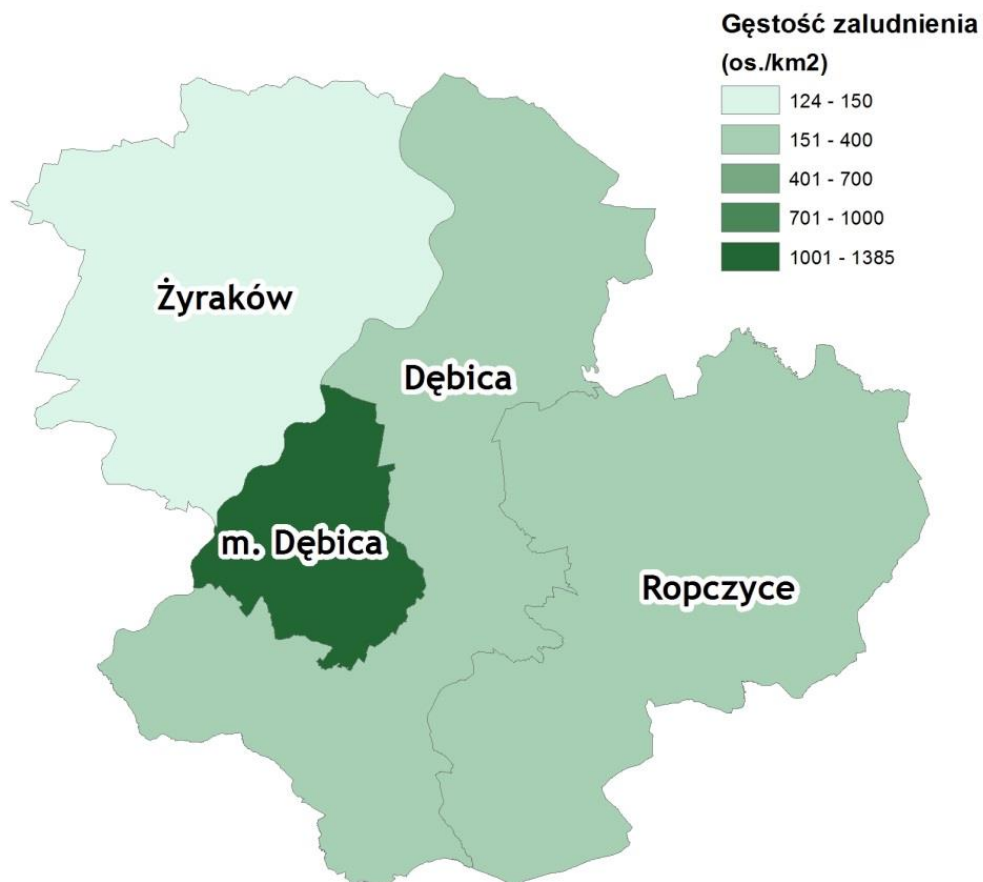 Gęstość zaludnienia
(os./km2)
124 - 150
151 - 400
401 - 700
701 - 1000
1001 - 1385
Żyraków
Dębica
m. Dębica
Ropczyce